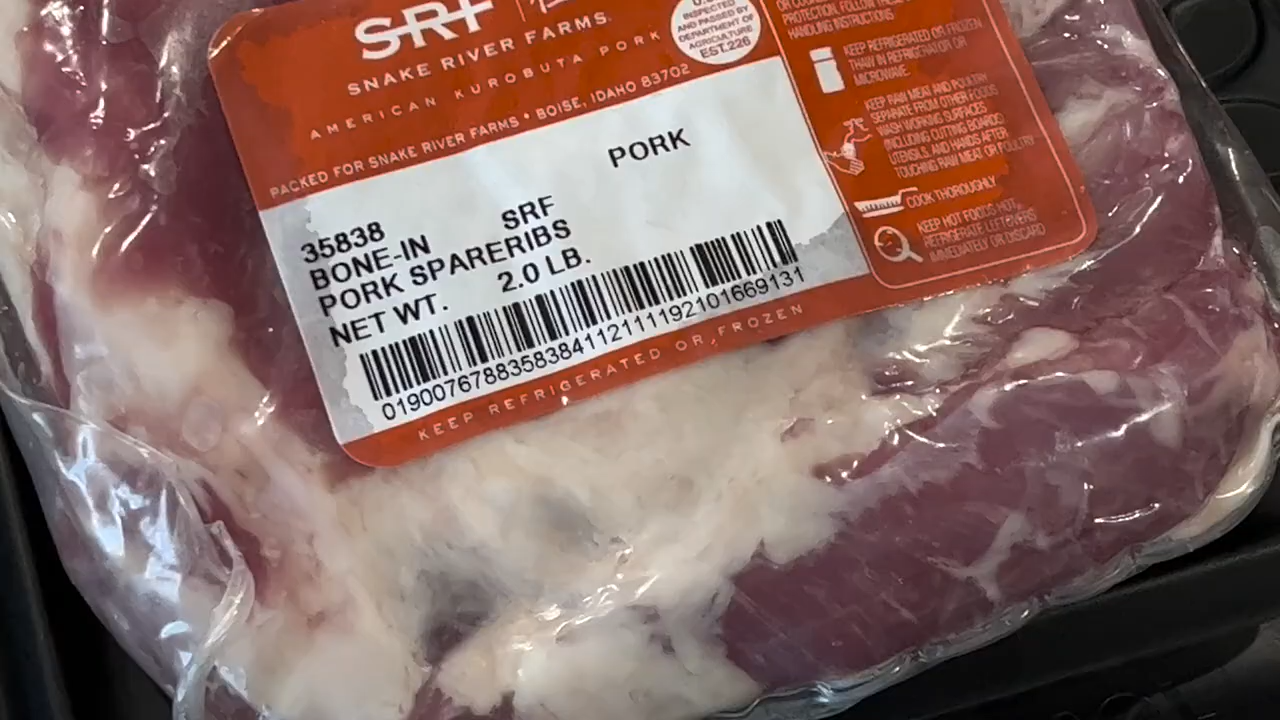 SRF
SNAKE RIVER FARMS
AMERICAN KUROBUTA PORK
PACKED FOR SNAKE RIVER FARMS • BOISE, IDAHO 83702
INSPECTED
AND PASSED BY
DEPARTMENT OF
AGRICULTURE
EST.226
PORK
35838 SRF
BONE-IN
PORK SPARERIBS
NET WT. 2.0 LB.
0190076788358384112111192101669131
KEEP REFRIGERATED OR FROZEN
PROTECTION, FOLLOW THESE
HANDLING INSTRUCTIONS.
KEEP REFRIGERATED OR FROZEN
THAW IN REFRIGERATOR OR
MICROWAVE.
KEEP RAW MEAT AND POULTRY
SEPARATE FROM OTHER FOODS
WASH WORKING SURFACES
(INCLUDING CUTTING BOARDS)
UTENSILS, AND HANDS AFTER
TOUCHING RAW MEAT OR POULTRY
COOK THOROUGHLY
KEEP HOT FOODS HOT.
REFRIGERATE LEFTOVERS
IMMEDIATELY OR DISCARD